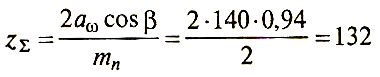 z_Σ = 2a_ω cos β / m_n = 2·140·0,94 / 2 = 132